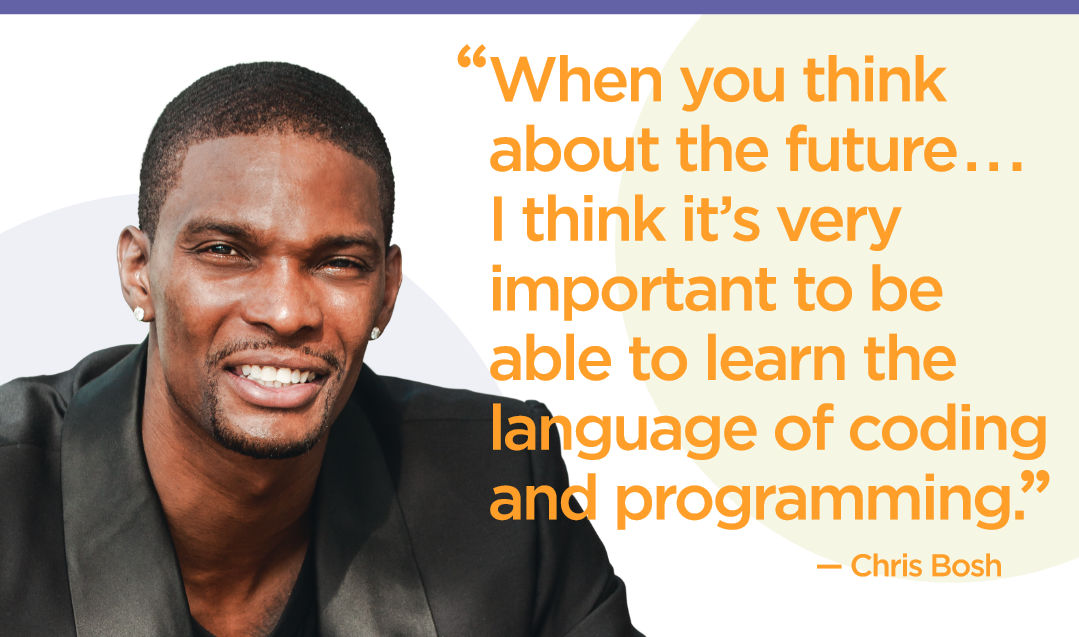 “When you think
about the future...
I think it’s very
important to be
able to learn the
language of coding
and programming.”
— Chris Bosh